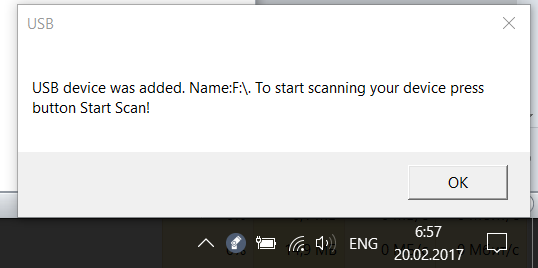 USB
USB device was added. Name:F:\. To start scanning your device press
button Start Scan!
OK
6:57
ENG
20.02.2017